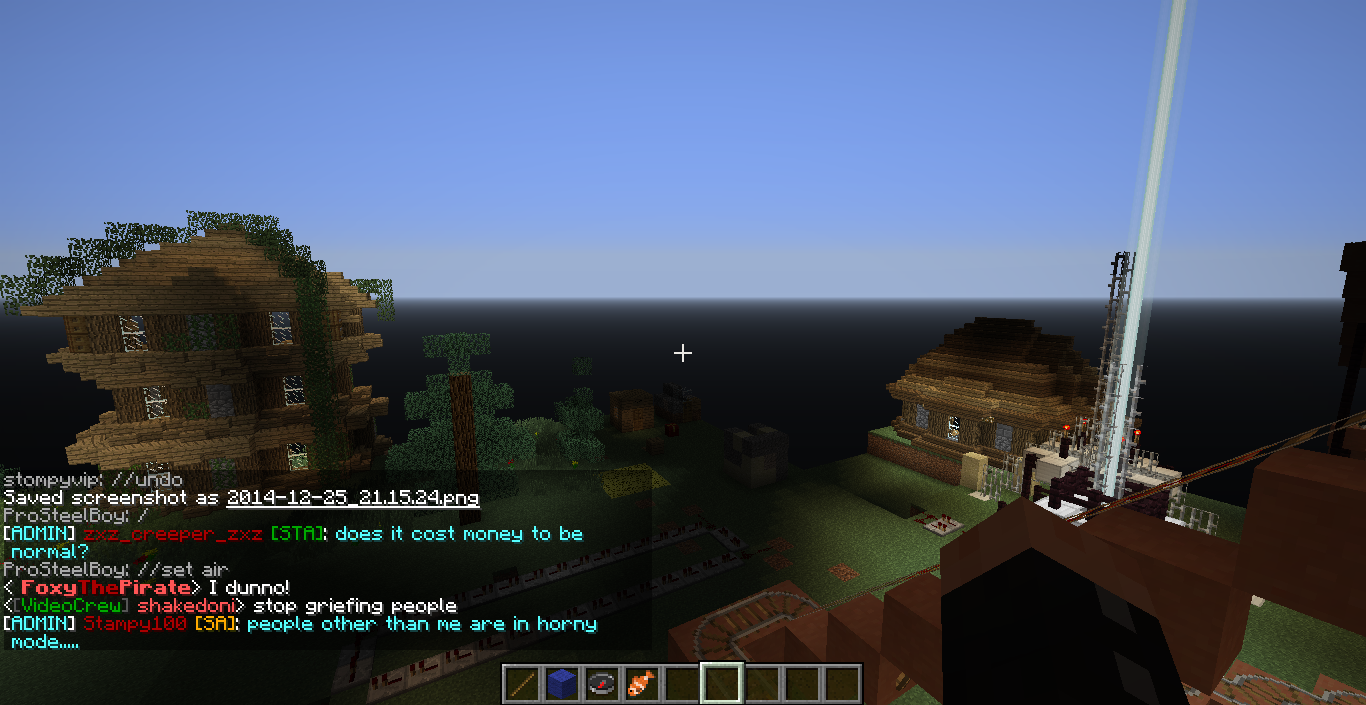 stompyvip: //undo
Saved screenshot as 2014-12-25_21.15.24.png
ProSteelBoy: /
[ADMIN] zxz_creeper_zxz [STA]: does it cost money to be
normal?
ProSteelBoy: //set air
< FoxyThePirate> I dunno!
<[VideoCrew] shakedoni> stop griefing people
[ADMIN] Stampy100 [SA]: people other than me are in horny
mode.....